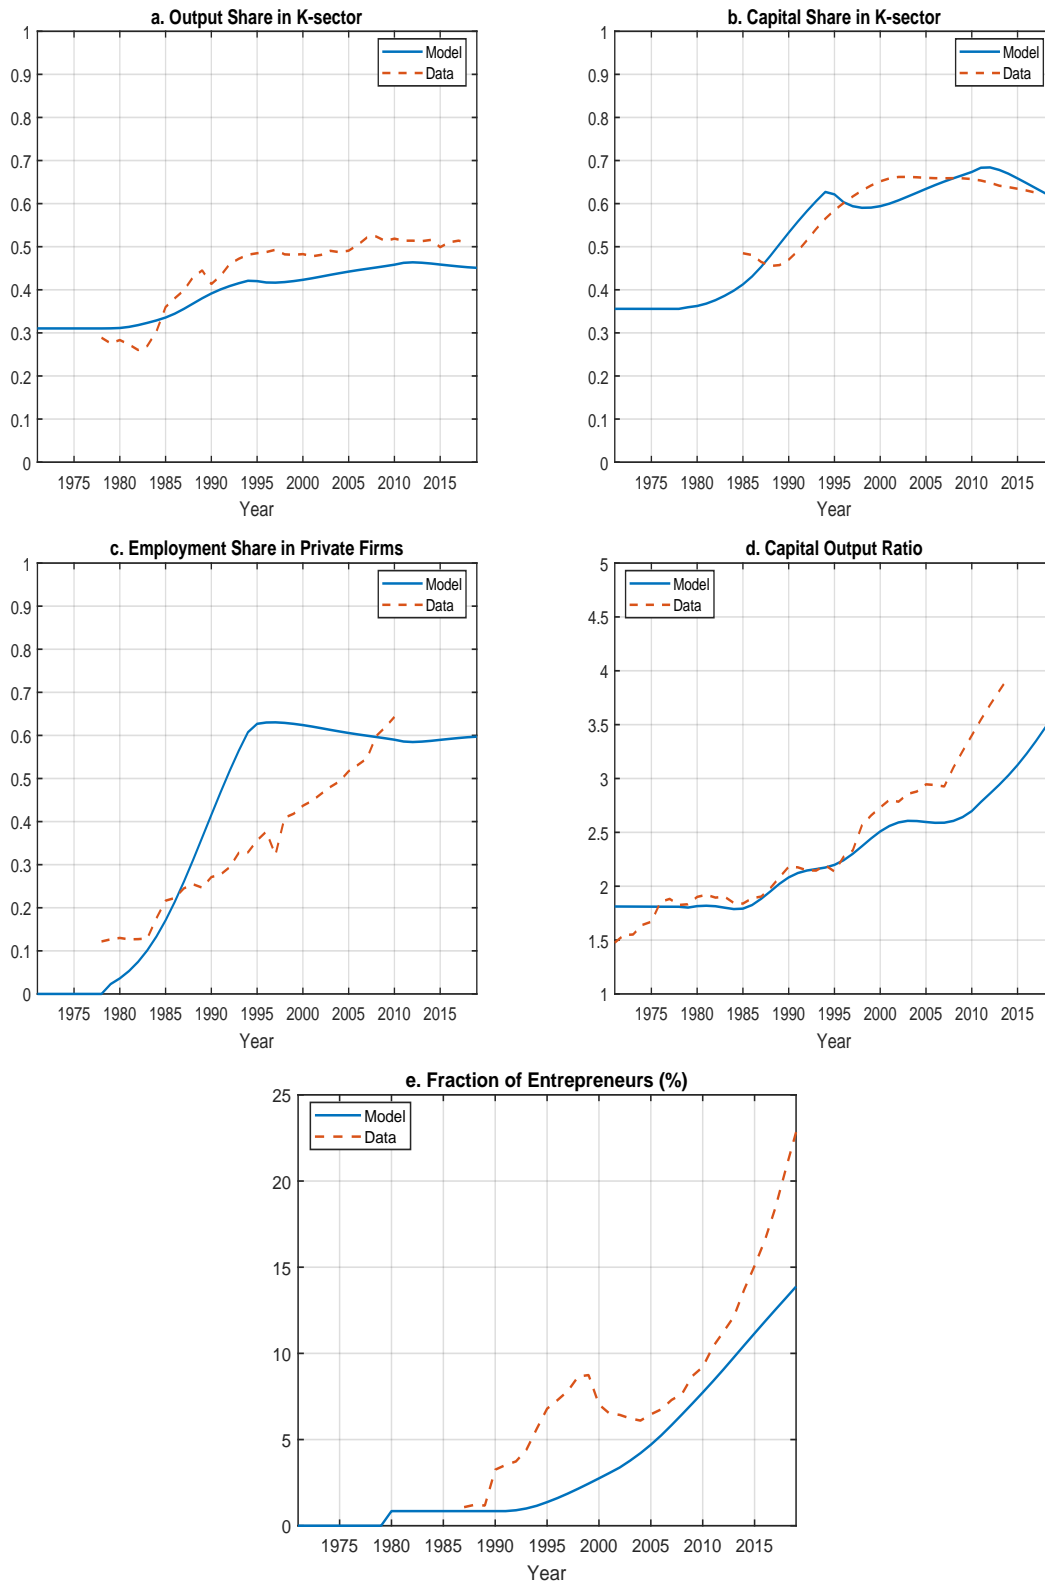 a. Output Share in K-sector
1
0.9
0.8
0.7
0.6
0.5
0.4
0.3
0.2
0.1
0
Model
Data
1975 1980 1985 1990 1995 2000 2005 2010 2015
Year
b. Capital Share in K-sector
1
0.9
0.8
0.7
0.6
0.5
0.4
0.3
0.2
0.1
0
Model
Data
1975 1980 1985 1990 1995 2000 2005 2010 2015
Year
c. Employment Share in Private Firms
1
0.9
0.8
0.7
0.6
0.5
0.4
0.3
0.2
0.1
0
Model
Data
1975 1980 1985 1990 1995 2000 2005 2010 2015
Year
d. Capital Output Ratio
5
4.5
4
3.5
3
2.5
2
1.5
1
Model
Data
1975 1980 1985 1990 1995 2000 2005 2010 2015
Year
e. Fraction of Entrepreneurs (%)
25
20
15
10
5
0
Model
Data
1975 1980 1985 1990 1995 2000 2005 2010 2015
Year